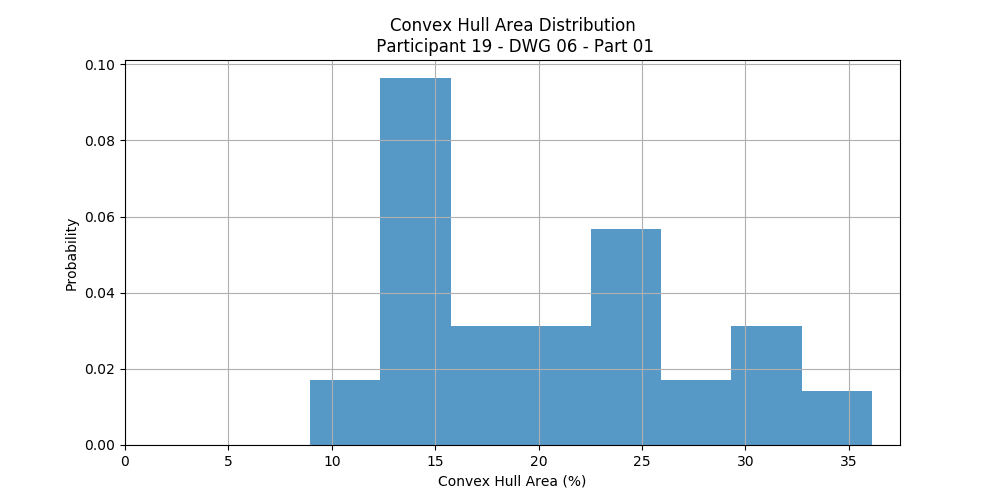 Convex Hull Area Distribution
Participant 19 - DWG 06 - Part 01
0.10
0.08
0.06
0.04
0.02
0.00
Probability
0 5 10 15 20 25 30 35
Convex Hull Area (%)